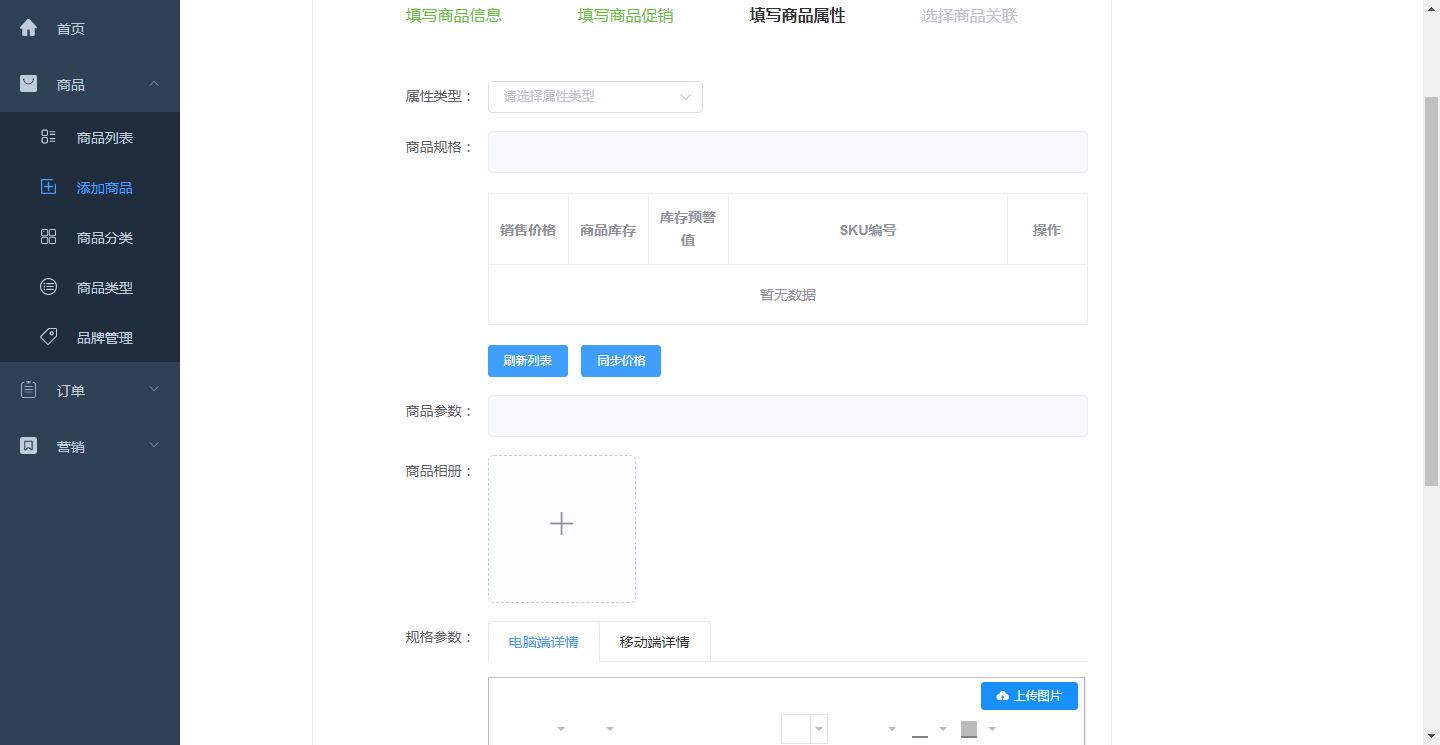 首页
商品
商品列表
添加商品
商品分类
商品类型
品牌管理
订单
营销
填写商品信息 填写商品促销 填写商品属性 选择商品关联
属性类型： 请选择属性类型
商品规格：
销售价格 商品库存 库存预警值 SKU编号 操作
暂无数据
刷新列表 同步价格
商品参数：
商品相册：
规格参数： 电脑端详情 移动端详情
上传图片